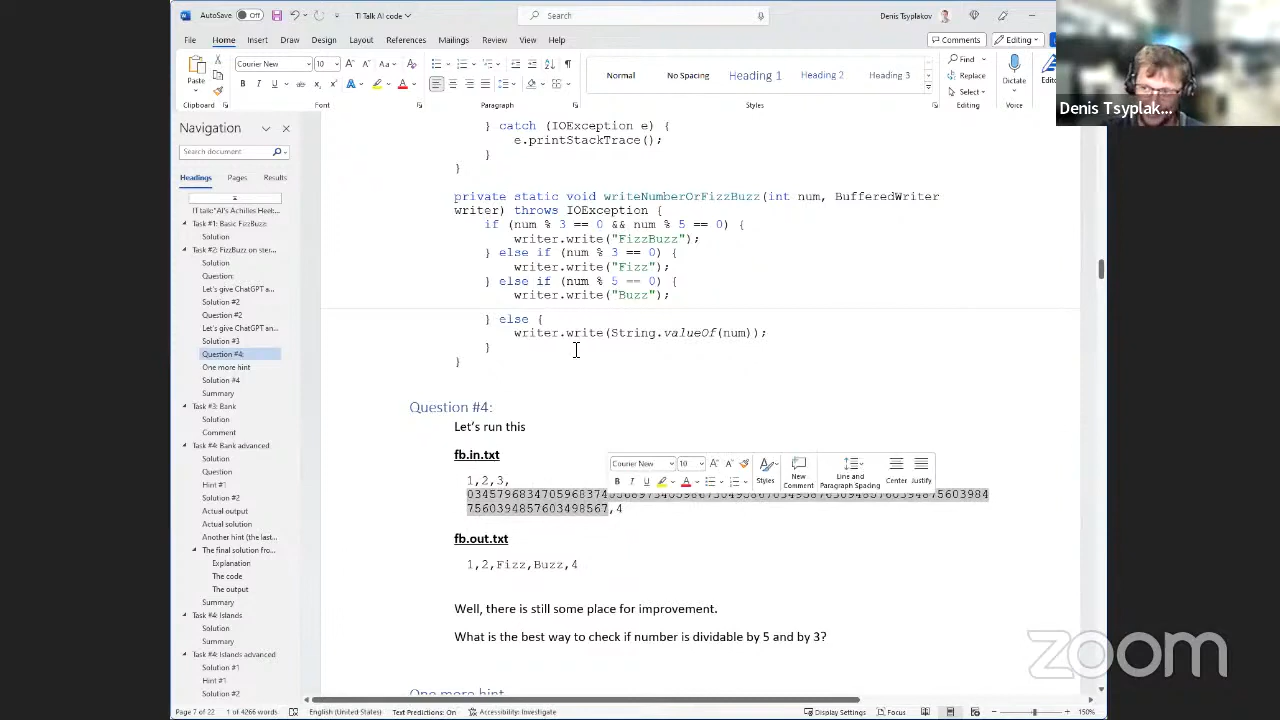 AutoSave Off TI Talk AI code Search Denis Tsyplakov
File Home Insert Draw Design Layout References Mailings Review View Help Comments Editing
Paste Courier New 10 Normal No Spacing Heading 1 Heading 2 Heading 3 Find Replace Select Dictate
Clipboard Font Paragraph Styles Editing Voice
Denis Tsyplak...
Navigation
Search document
Headings Pages Results
Task #1: Basic FizzBuzz
Solution
Task #2: FizzBuzz on ster...
Solution
Question:
Let's give ChatGPT a...
Solution #2
Question #2
Let's give ChatGPT an...
Solution #3
Question #4:
One more hint
Solution #4
Summary
Task #3: Bank
Solution
Comment
Task #4: Bank advanced
Solution
Question
Hint #1
Solution #2
Actual output
Actual solution
Another hint (the last...
The final solution fro...
Explanation
The code
The output
Summary
Task #4: Islands
Solution
Summary
Task #4: Islands advanced
Solution #1
Hint #1
Solution #2
} catch (IOException e) {
e.printStackTrace();
}
}
private static void writeNumberOrFizzBuzz(int num, BufferedWriter
writer) throws IOException {
if (num % 3 == 0 && num % 5 == 0) {
writer.write("FizzBuzz");
} else if (num % 3 == 0) {
writer.write("Fizz");
} else if (num % 5 == 0) {
writer.write("Buzz");
} else {
writer.write(String.valueOf(num));
}
}
Question #4:
Let's run this
fb.in.txt
Courier New 10 Styles New Comment Line and Paragraph Spacing Center Justify
1,2,3,
756039485760349 8567,4
fb.out.txt
1,2,Fizz,Buzz,4
Well, there is still some place for improvement.
What is the best way to check if number is dividable by 5 and by 3?
One more hint
zoom
Page 7 of 22 1 of 4266 words English (United States) Text Predictions: On Accessibility: Investigate Display Settings Focus 150%